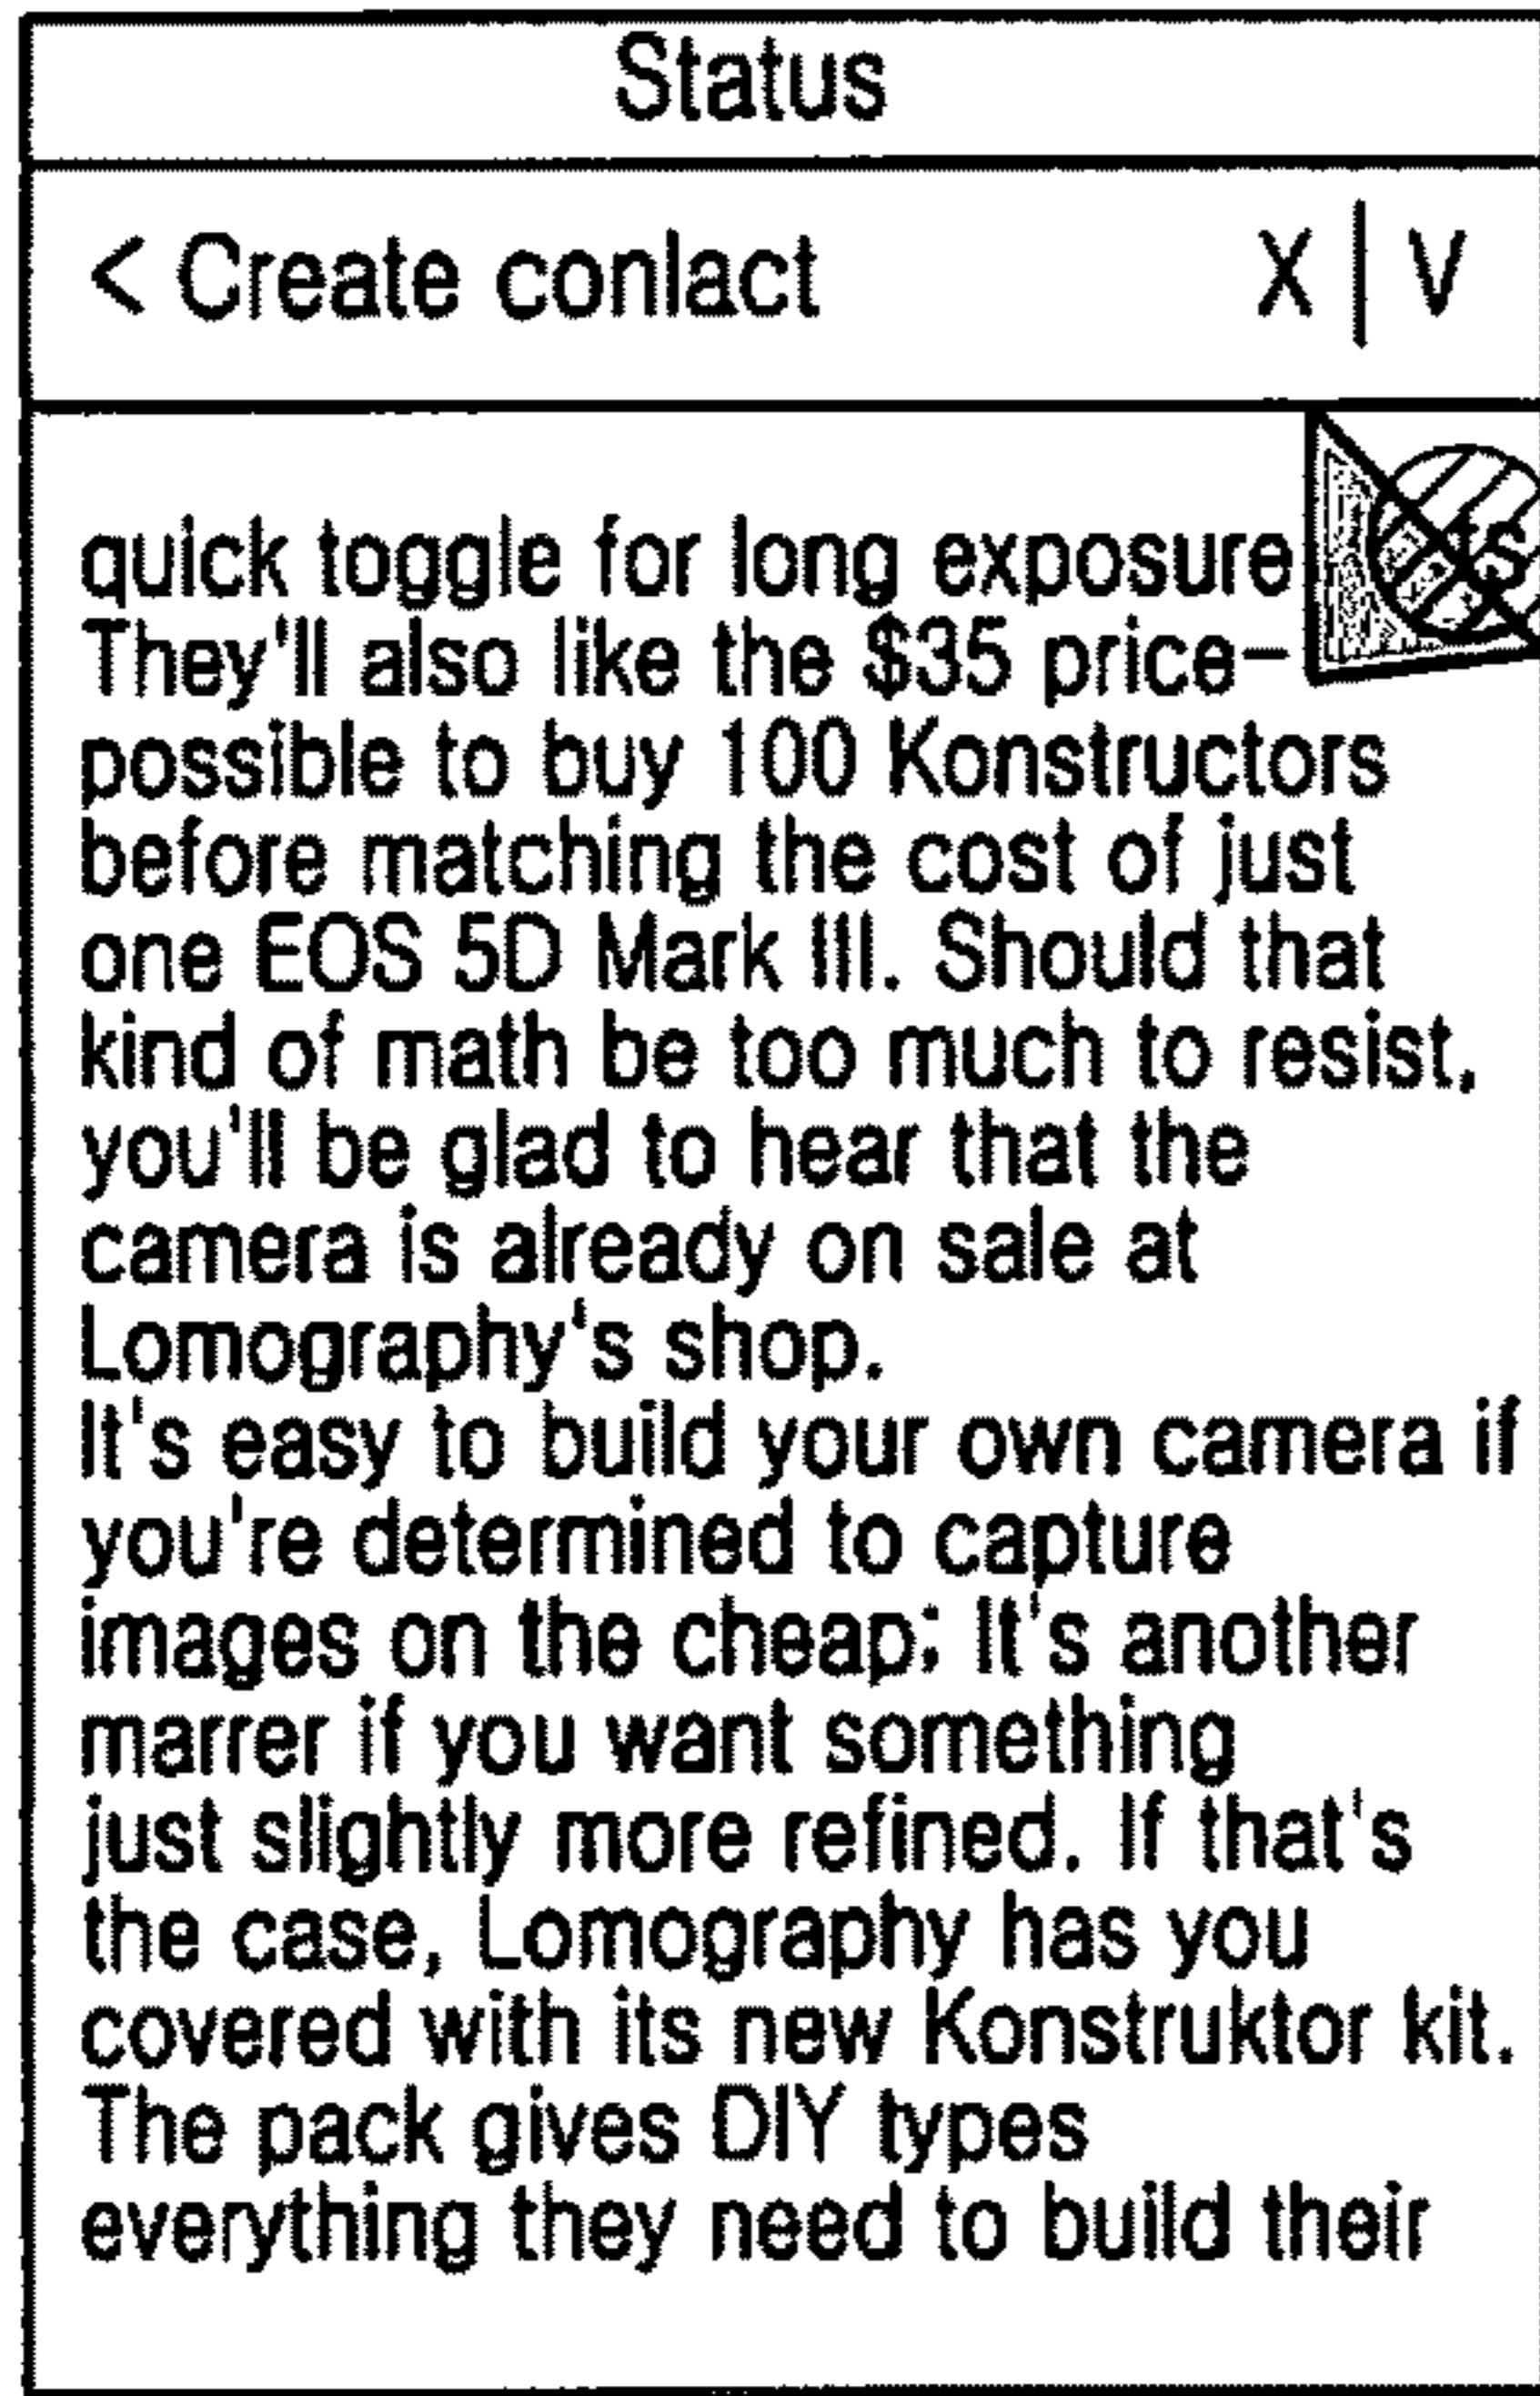 Status
< Create conlact X | V
quick toggle for long exposure
They'll also like the $35 price-
possible to buy 100 Konstructors
before matching the cost of just
one EOS 5D Mark III. Should that
kind of math be too much to resist,
you'll be glad to hear that the
camera is already on sale at
Lomography's shop.
It's easy to build your own camera if
you're determined to capture
images on the cheap; It's another
marrer if you want something
just slightly more refined. If that's
the case, Lomography has you
covered with its new Konstruktor kit.
The pack gives DIY types
everything they need to build their